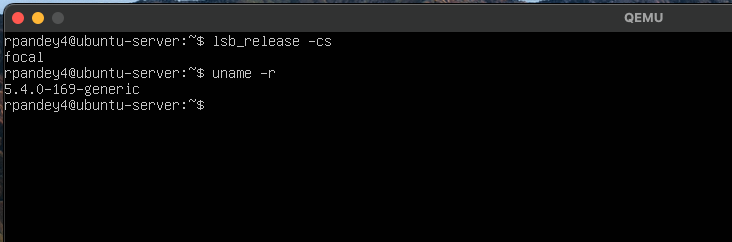 QEMU
rpandey4@ubuntu-server:~$ lsb_release -cs
focal
rpandey4@ubuntu-server:~$ uname -r
5.4.0-169-generic
rpandey4@ubuntu-server:~$